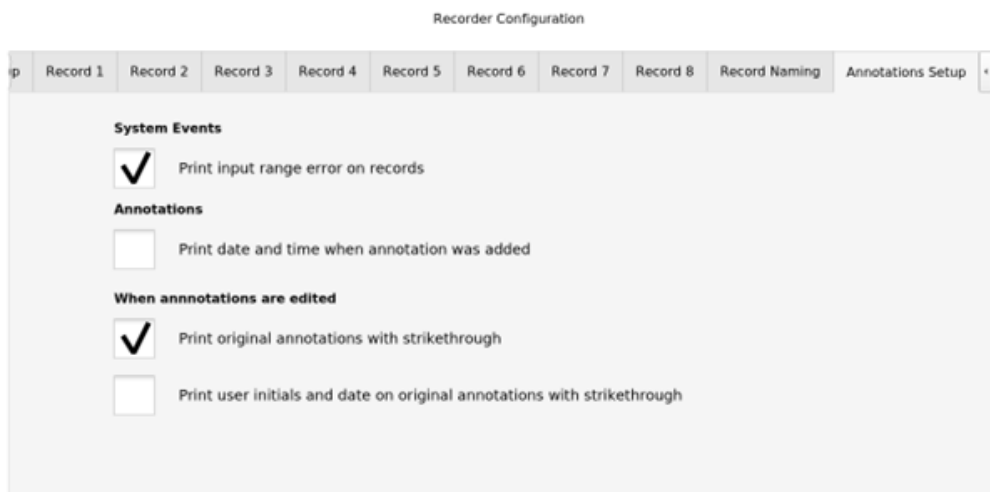 Recorder Configuration
p Record 1 Record 2 Record 3 Record 4 Record 5 Record 6 Record 7 Record 8 Record Naming Annotations Setup
System Events
Print input range error on records
Annotations
Print date and time when annotation was added
When annnotations are edited
Print original annotations with strikethrough
Print user initials and date on original annotations with strikethrough